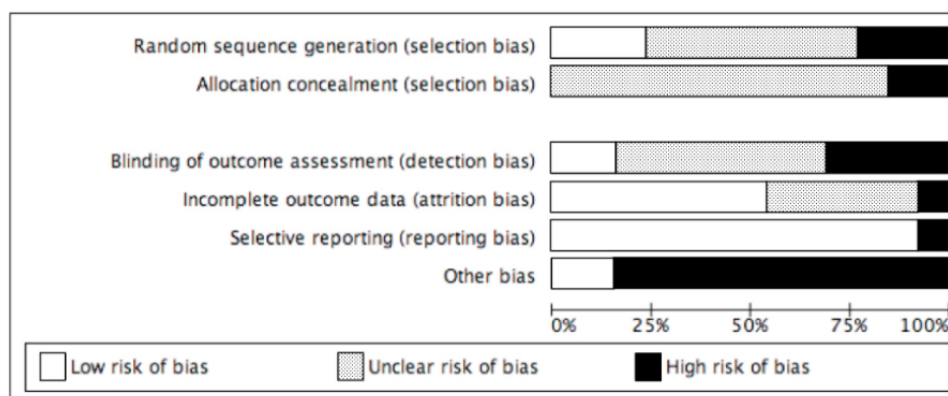 Random sequence generation (selection bias)
Allocation concealment (selection bias)
Blinding of outcome assessment (detection bias)
Incomplete outcome data (attrition bias)
Selective reporting (reporting bias)
Other bias
0% 25% 50% 75% 100%
Low risk of bias Unclear risk of bias High risk of bias